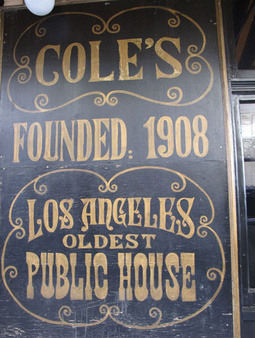 COLE'S
FOUNDED: 1908
LOS ANGELES
OLDEST
PUBLIC HOUSE